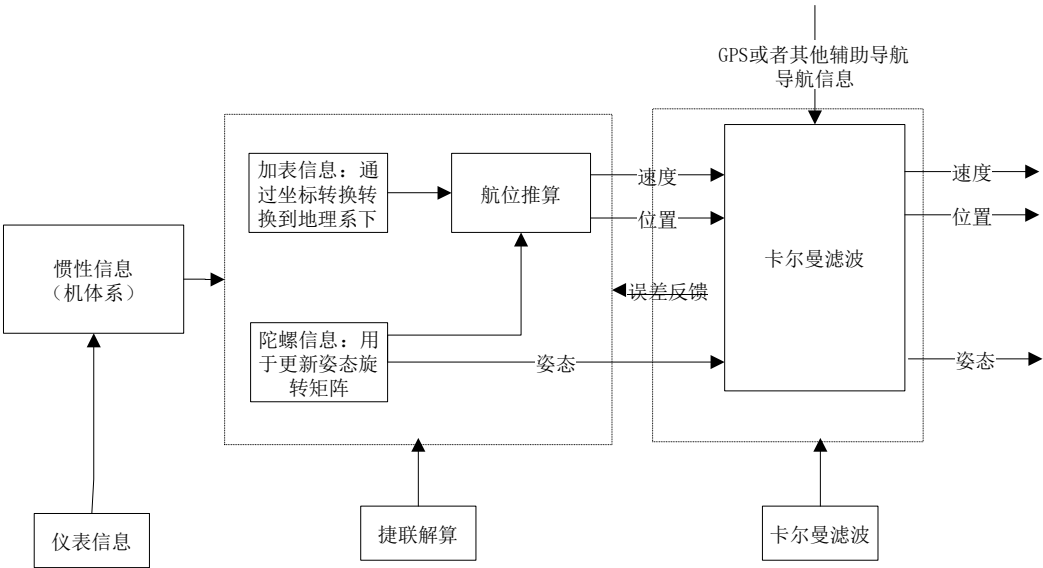 GPS或者其他辅助导航
导航信息
加表信息：通
过坐标转换转
换到地理系下
航位推算
速度
位置
速度
位置
惯性信息
（机体系）
卡尔曼滤波
误差反馈
陀螺信息：用
于更新姿态旋
转矩阵
姿态
姿态
仪表信息
捷联解算
卡尔曼滤波